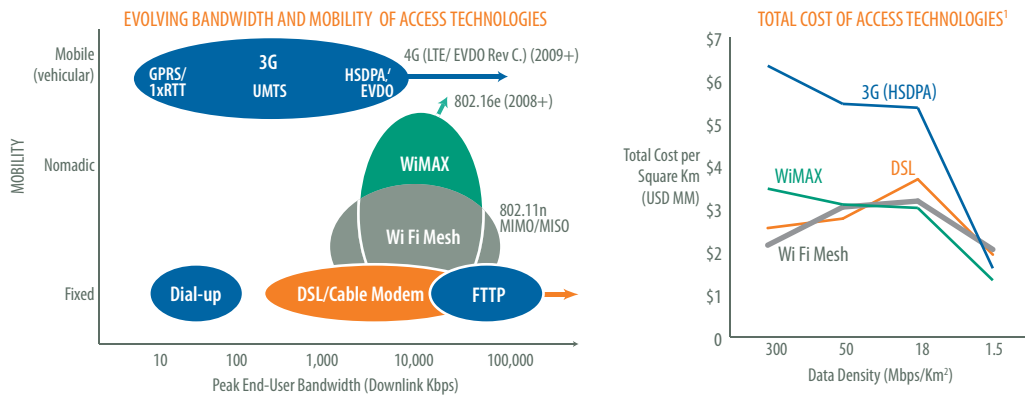 EVOLVING BANDWIDTH AND MOBILITY OF ACCESS TECHNOLOGIES
MOBILITY
Mobile
(vehicular)
Nomadic
Fixed
3G
GPRS/
1xRTT
UMTS
HSDPA/
EVDO
4G (LTE/ EVDO Rev C.) (2009+)
802.16e (2008+)
WiMAX
802.11n
MIMO/MISO
Wi Fi Mesh
Dial-up
DSL/Cable Modem
FTTP
10
100
1,000
10,000
100,000
Peak End-User Bandwidth (Downlink Kbps)
TOTAL COST OF ACCESS TECHNOLOGIES¹
Total Cost per
Square Km
(USD MM)
$7
$6
$5
$4
$3
$2
$1
0
3G (HSDPA)
DSL
WiMAX
Wi Fi Mesh
300
50
18
1.5
Data Density (Mbps/Km²)